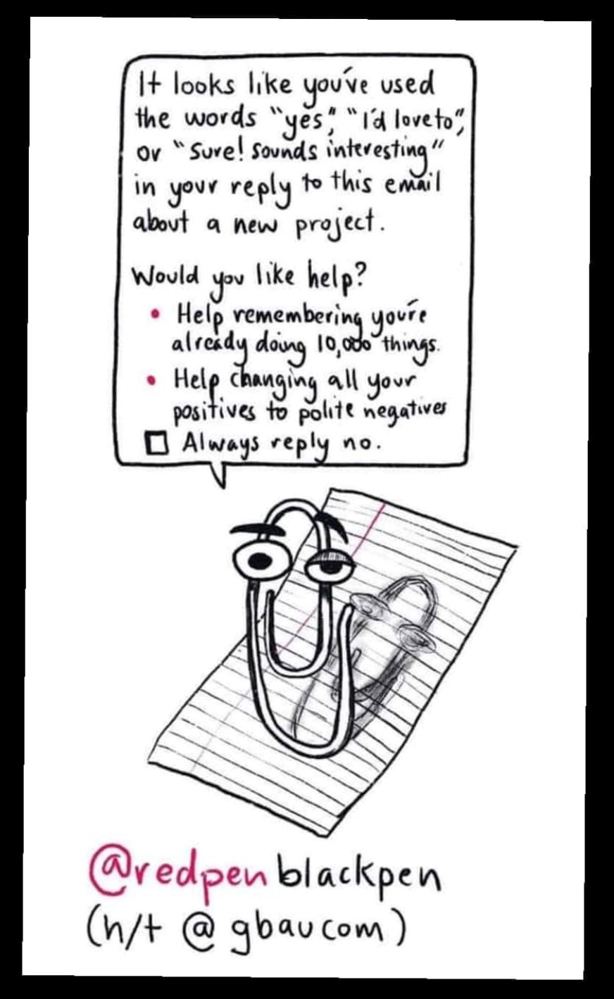 It looks like you've used
the words "yes", "I'd love to",
or "Sure! Sounds interesting"
in your reply to this email
about a new project.
Would you like help?
• Help remembering you're
already doing 10,000 things.
• Help changing all your
positives to polite negatives
☐ Always reply no.
@redpenblackpen
(h/t @gbaucom)